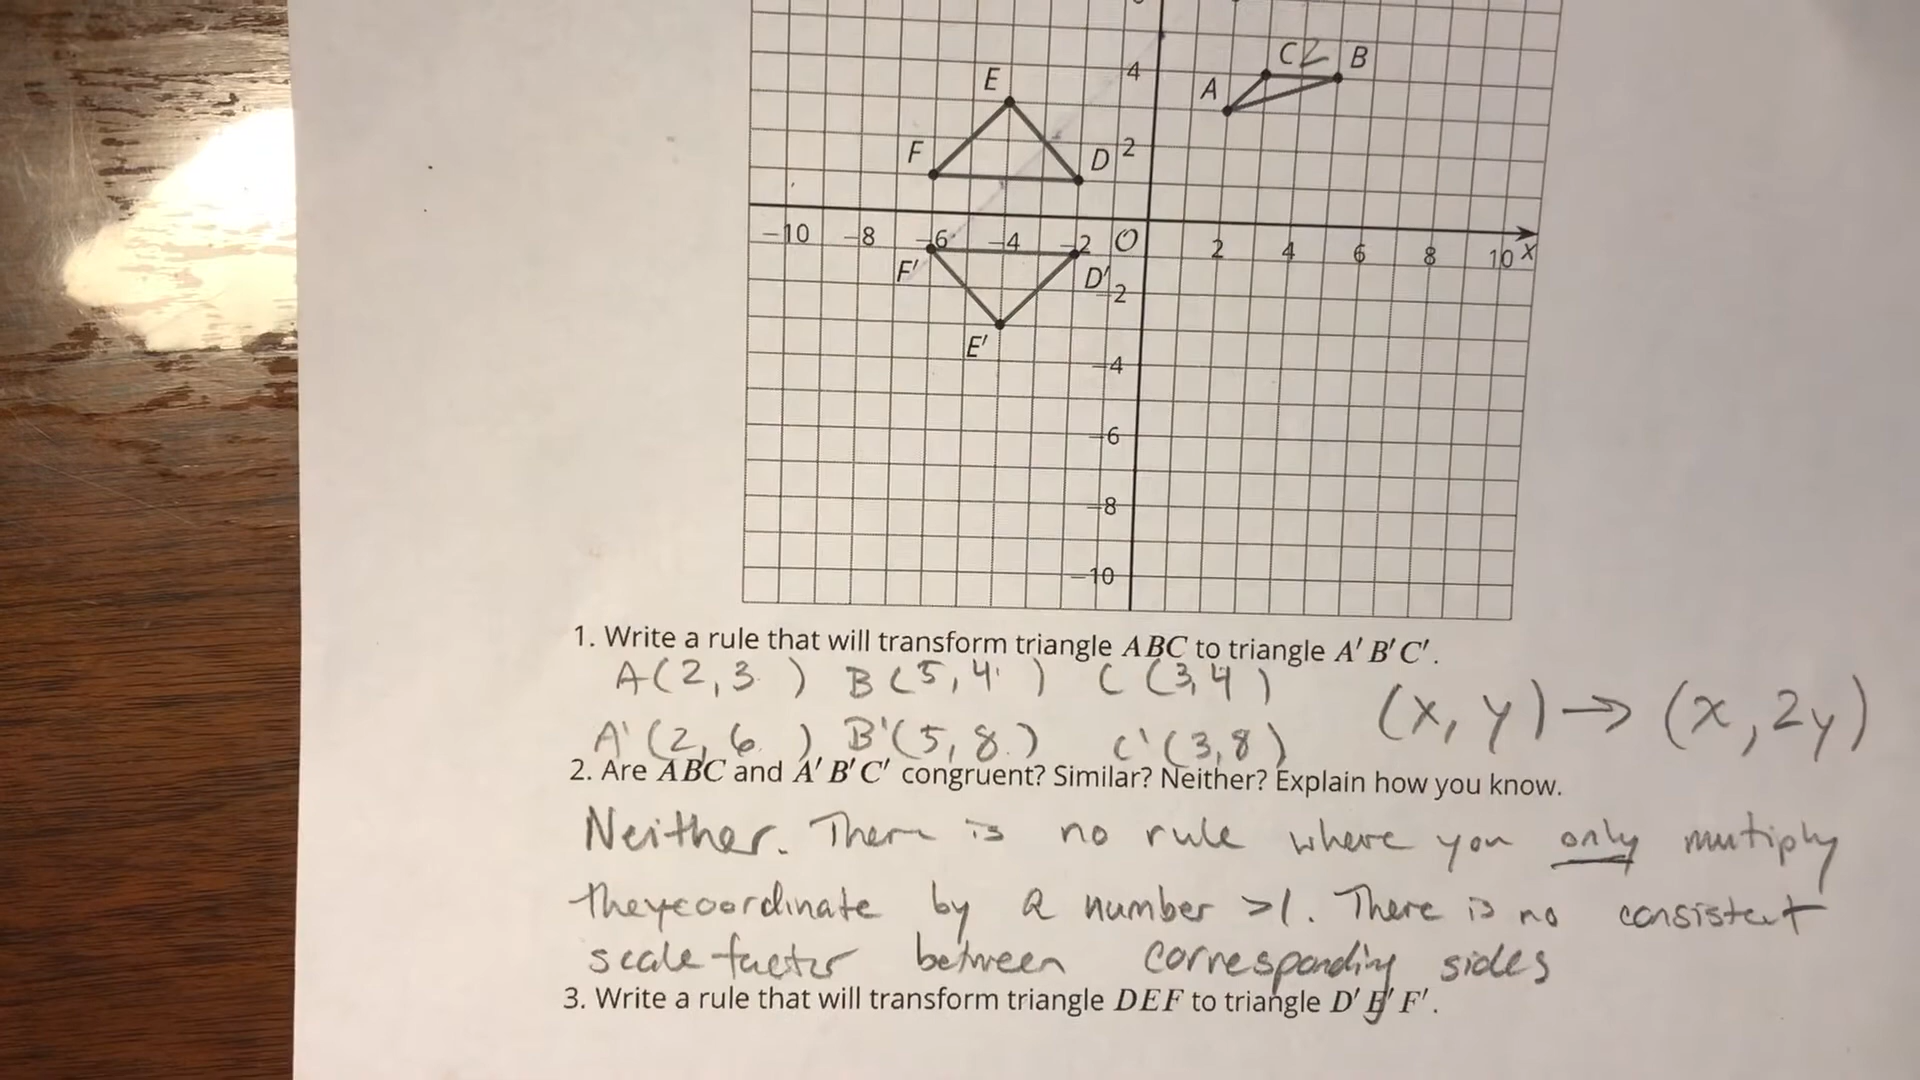 C 2 B
4
E
A
F
D 2
-10 -8 -6 -4 -2 O 2 4 6 8 10 x
F' D' -2
E'
-4
-6
-8
-10
1. Write a rule that will transform triangle ABC to triangle A′ B′ C′.
A(2,3) B(5,4) C(3,4)
(x, y) → (x, 2y)
A'(2,6), B'(5,8) C'(3,8)
2. Are ABC and A′ B′ C′ congruent? Similar? Neither? Explain how you know.
Neither. There is no rule where you only multiply
the y coordinate by a number >1. There is no consistent
scale factor between corresponding sides
3. Write a rule that will transform triangle DEF to triangle D′ E′ F′.